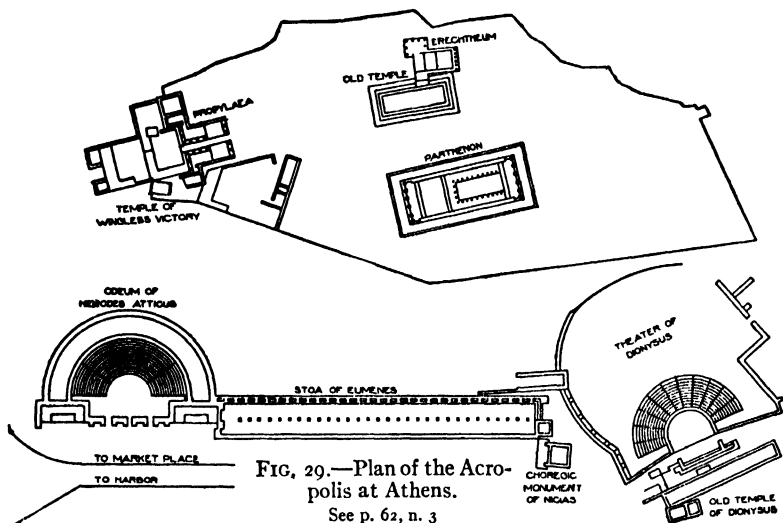 ERECHTHEUM
OLD TEMPLE
PROPYLAEA
PARTHENON
TEMPLE OF
WINGLESS VICTORY
ODEUM OF
HERODES ATTICUS
THEATER OF
DIONYSUS
STOA OF EUMENES
TO MARKET PLACE
TO HARBOR
FIG. 29.—Plan of the Acro-
polis at Athens.
See p. 62, n. 3
CHOREGIC
MONUMENT
OF NICIAS
OLD TEMPLE
OF DIONYSUS